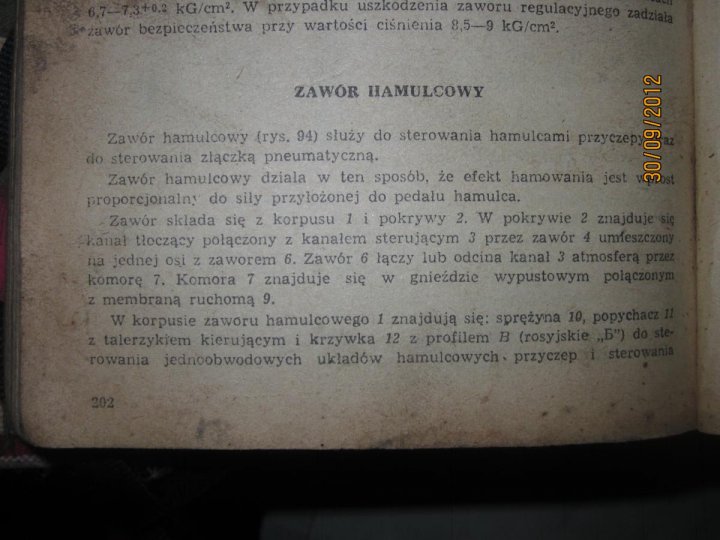 6,7—7,3+0,2 kG/cm². W przypadku uszkodzenia zaworu regulacyjnego zadziała
zawór bezpieczeństwa przy wartości ciśnienia 8,5—9 kG/cm².
ZAWÓR HAMULCOWY
Zawór hamulcowy (rys. 94) służy do sterowania hamulcami przyczepy
do sterowania złączką pneumatyczną.
Zawór hamulcowy działa w ten sposób, że efekt hamowania jest wprost
proporcjonalny do siły przyłożonej do pedału hamulca.
Zawór składa się z korpusu 1 i pokrywy 2. W pokrywie 2 znajduje się
kanał tłoczący połączony z kanałem sterującym 3 przez zawór 4 umieszczony
na jednej osi z zaworem 6. Zawór 6 łączy lub odcina kanał 3 atmosferą przez
komorę 7. Komora 7 znajduje się w gnieździe wypustowym połączonym
z membraną ruchomą 9.
W korpusie zaworu hamulcowego 1 znajdują się: sprężyna 10, popychacz 11
z talerzykiem kierującym i krzywka 12 z profilem B (rosyjskie „Б") do ste-
rowania jednoobwodowych układów hamulcowych przyczep i sterowania
202
30/09/2012